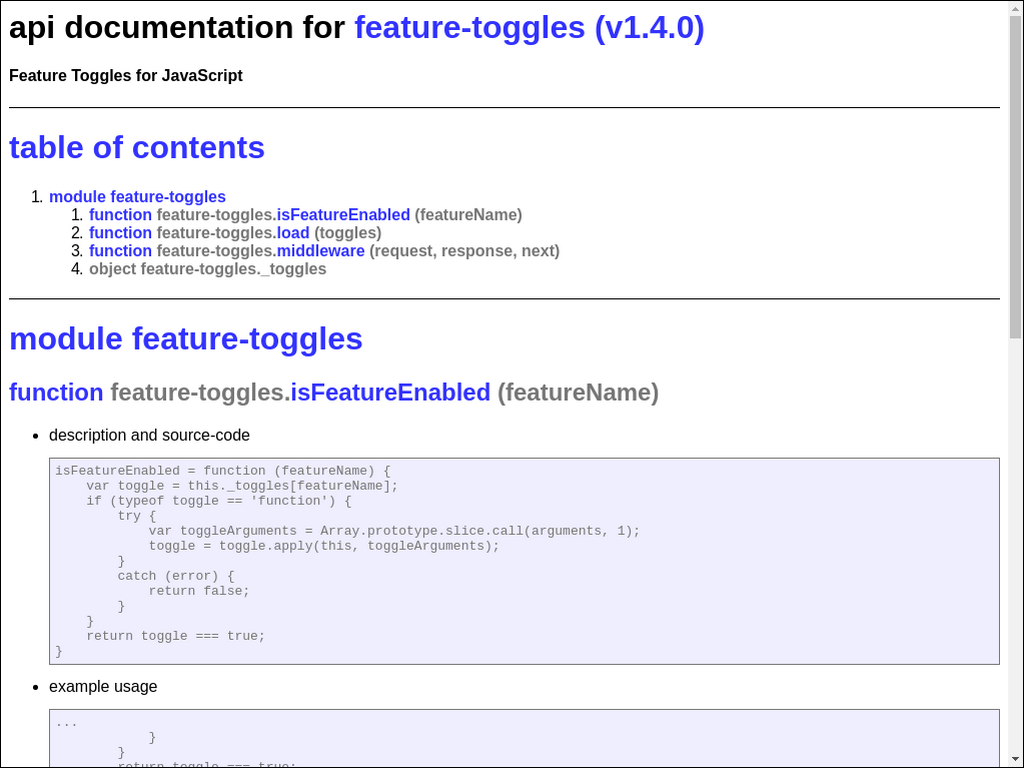 api documentation for feature-toggles (v1.4.0)
Feature Toggles for JavaScript
table of contents
1. module feature-toggles
1. function feature-toggles.isFeatureEnabled (featureName)
2. function feature-toggles.load (toggles)
3. function feature-toggles.middleware (request, response, next)
4. object feature-toggles._toggles
module feature-toggles
function feature-toggles.isFeatureEnabled (featureName)
• description and source-code
isFeatureEnabled = function (featureName) {
    var toggle = this._toggles[featureName];
    if (typeof toggle == 'function') {
        try {
            var toggleArguments = Array.prototype.slice.call(arguments, 1);
            toggle = toggle.apply(this, toggleArguments);
        }
        catch (error) {
            return false;
        }
    }
    return toggle === true;
}
• example usage
...
            }
        }
        return toggle === true;